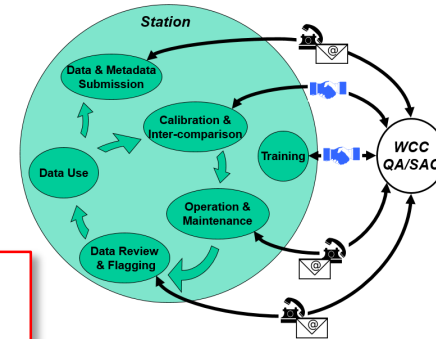 Station
Data & Metadata
Submission
Calibration &
Inter-comparison
Training
WCC
QA/SAC
Data Use
Operation &
Maintenance
Data Review
& Flagging
@
@
@